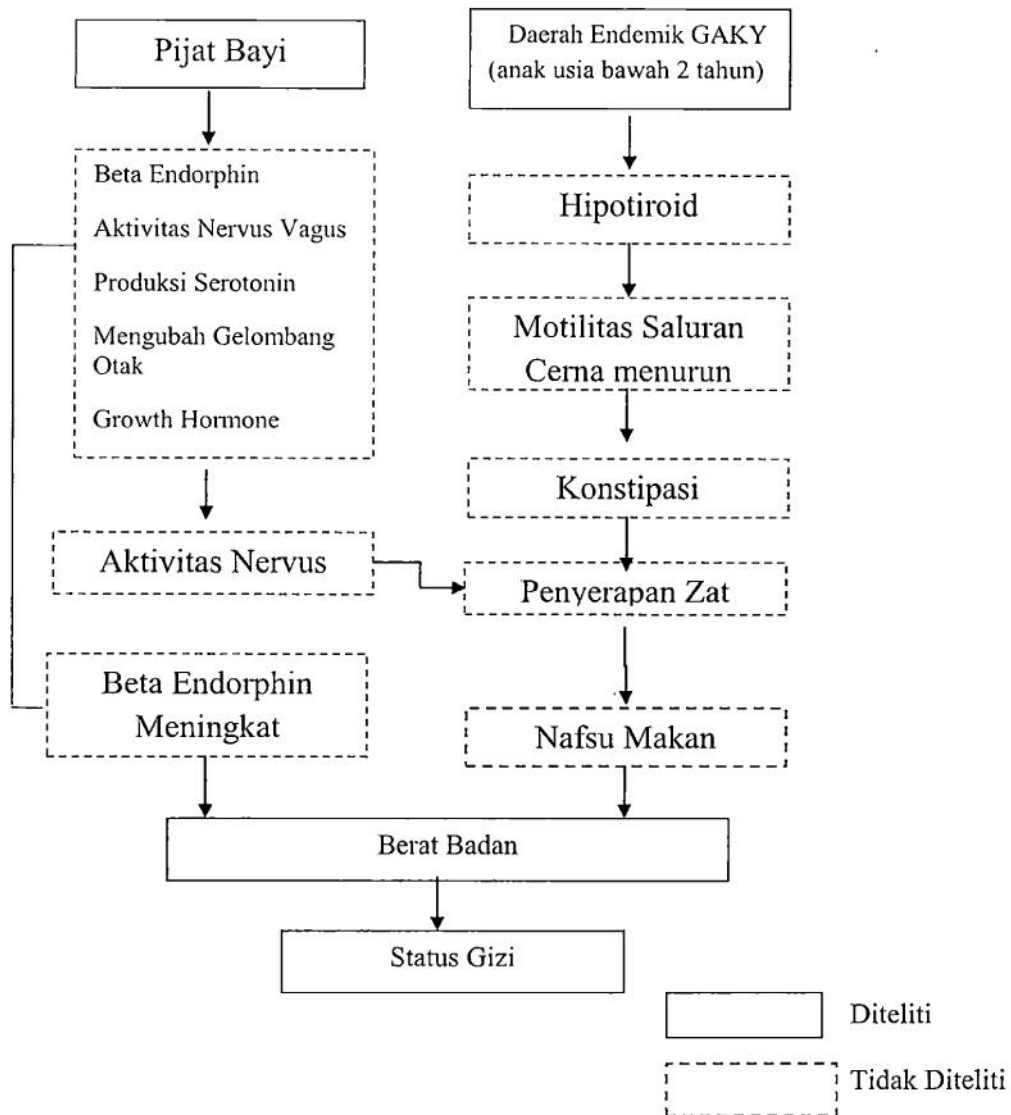 Pijat Bayi
Daerah Endemik GAKY
(anak usia bawah 2 tahun)
Beta Endorphin
Aktivitas Nervus Vagus
Produksi Serotonin
Mengubah Gelombang
Otak
Growth Hormone
Hipotiroid
Motilitas Saluran
Cerna menurun
Konstipasi
Aktivitas Nervus
Penyerapan Zat
Beta Endorphin
Meningkat
Nafsu Makan
Berat Badan
Status Gizi
Diteliti
Tidak Diteliti